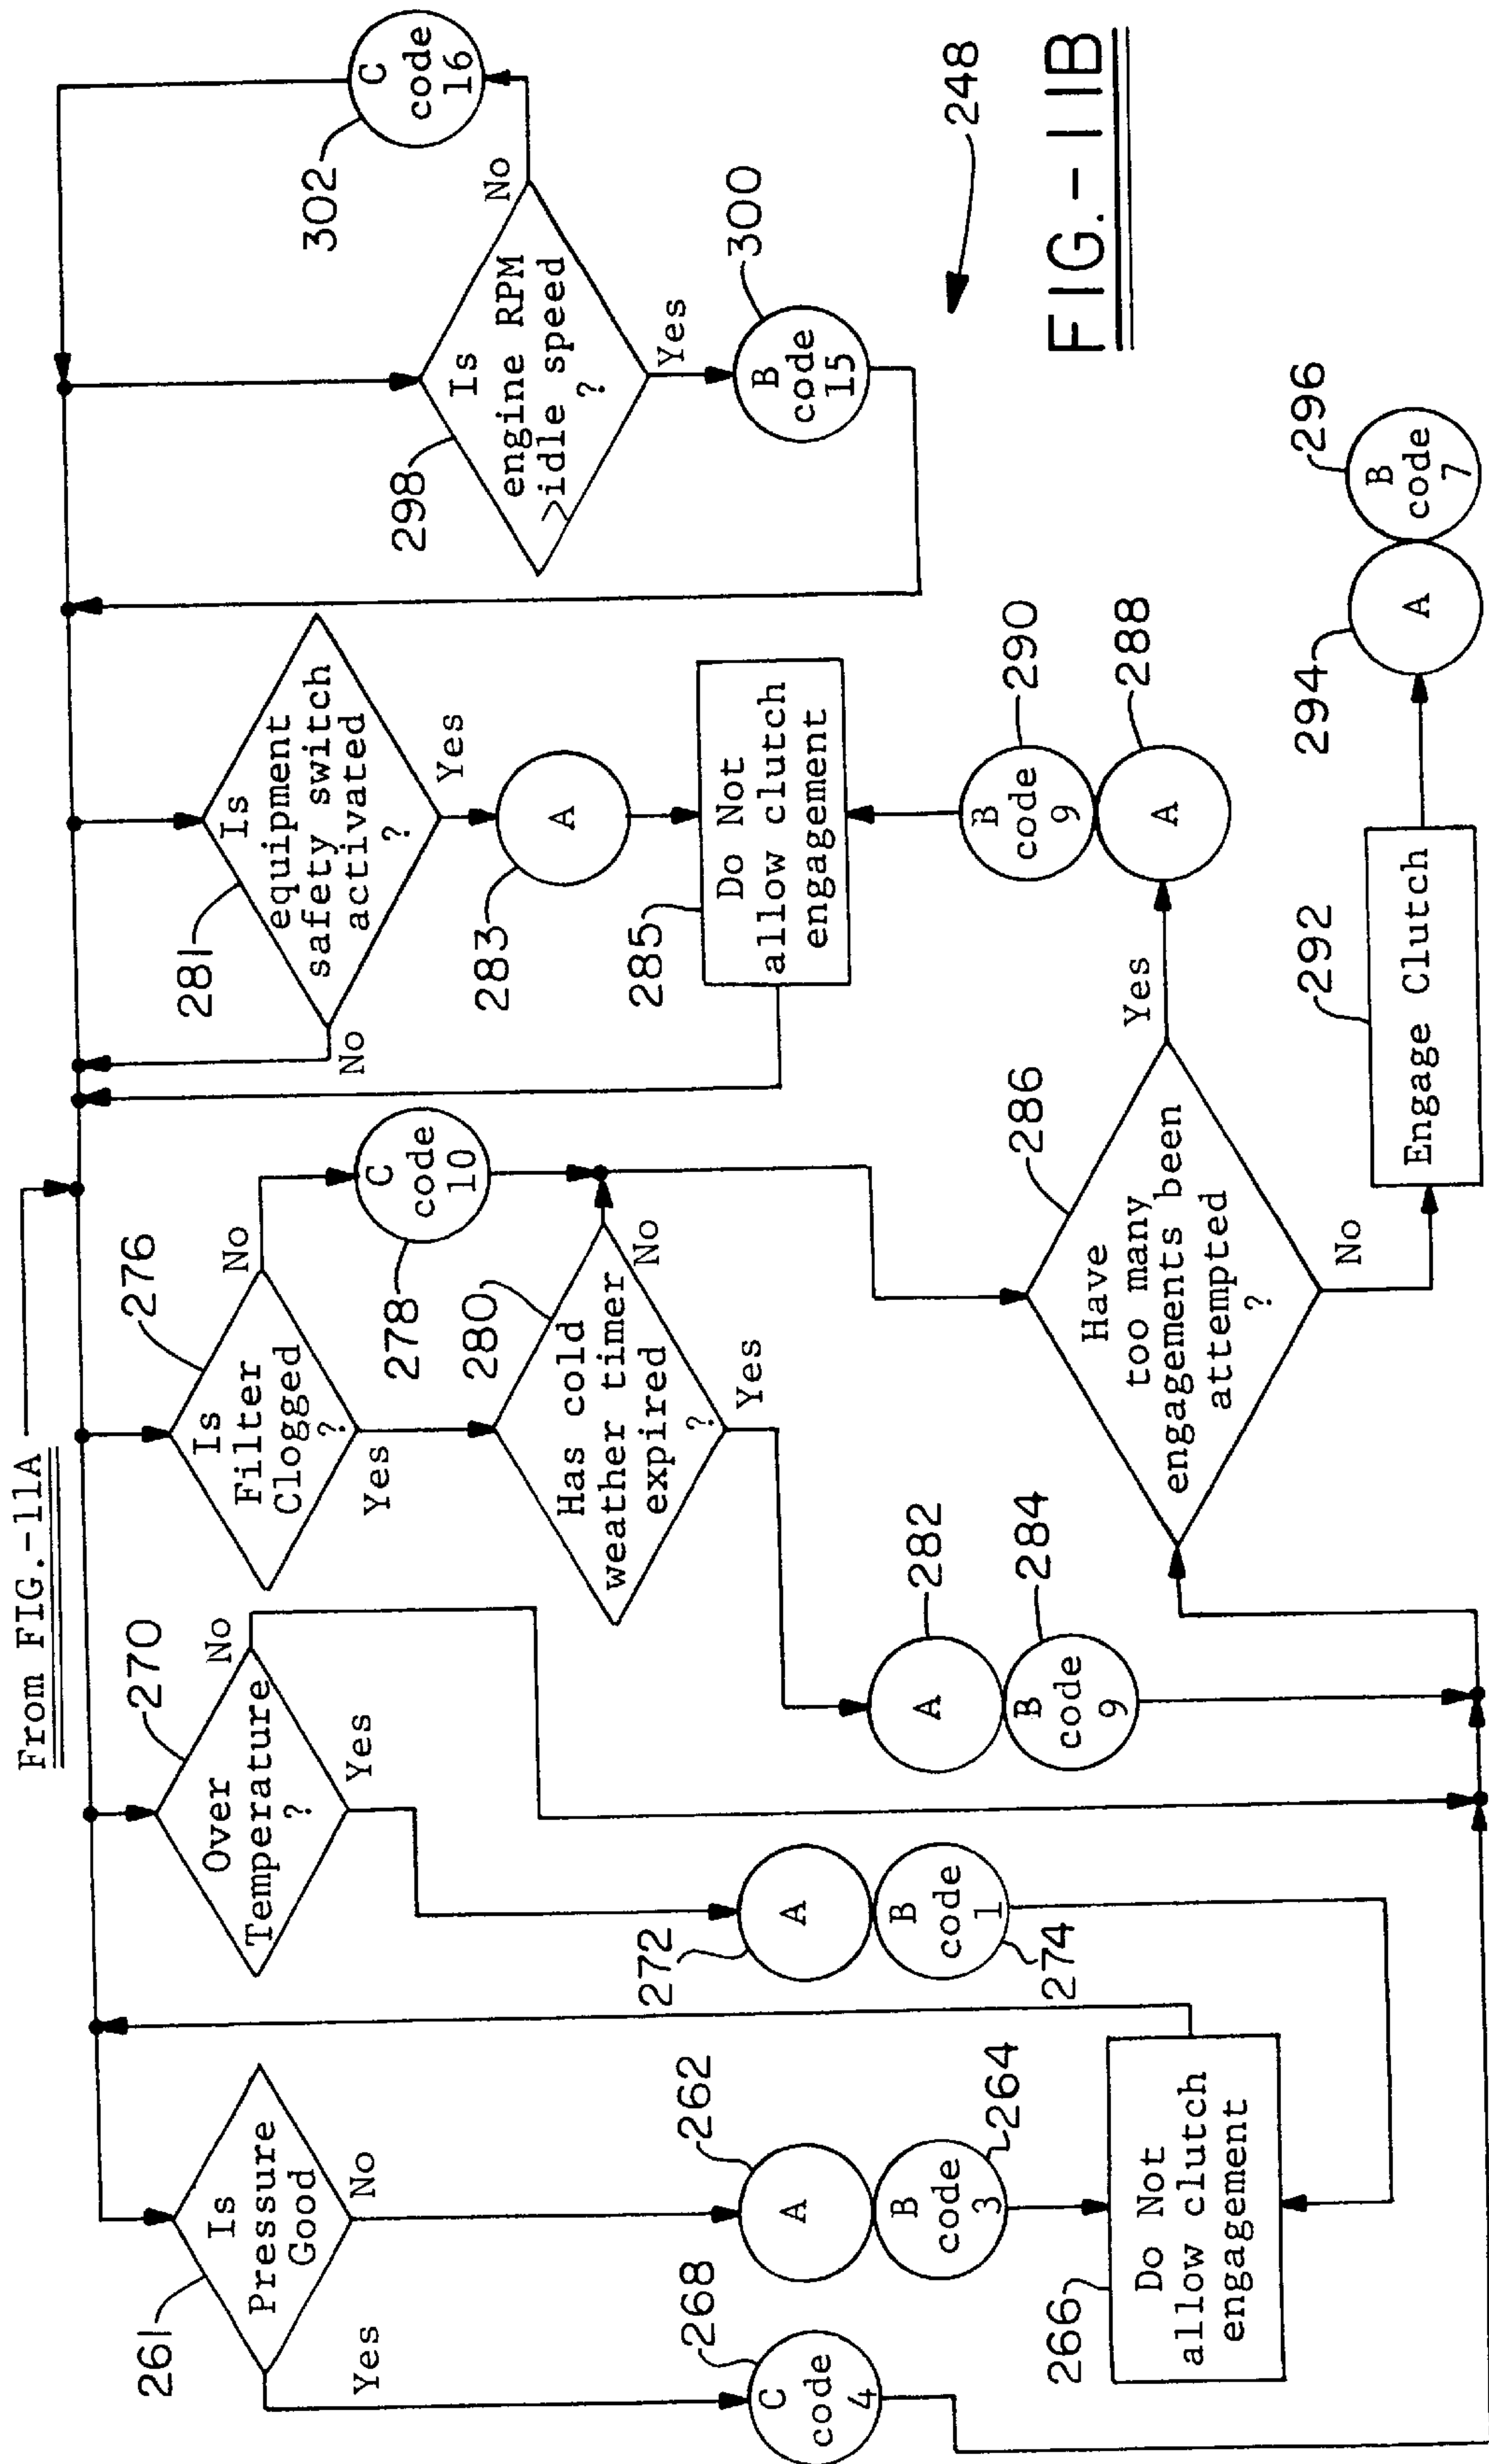 From FIG.-11A
261
Is
Pressure
Good
Yes
No
268
C
code
4
262
A
B
code
3
264
266
Do Not
allow clutch
engagement
270
Over
Temperature
?
No
Yes
272
A
B
code
1
274
276
Is
Filter
Clogged
?
No
Yes
278
C
code
10
280
Has cold
weather timer
expired
?
No
Yes
282
A
284
B
code
9
281
Is
equipment
safety switch
activated
?
No
Yes
283
A
285
Do Not
allow clutch
engagement
290
B
code
9
288
A
286
Have
too many
engagements been
attempted
?
Yes
No
292
Engage Clutch
294
A
296
B
code
7
298
Is
engine RPM
>idle speed
?
No
Yes
300
B
code
15
302
C
code
16
248
FIG.-11B